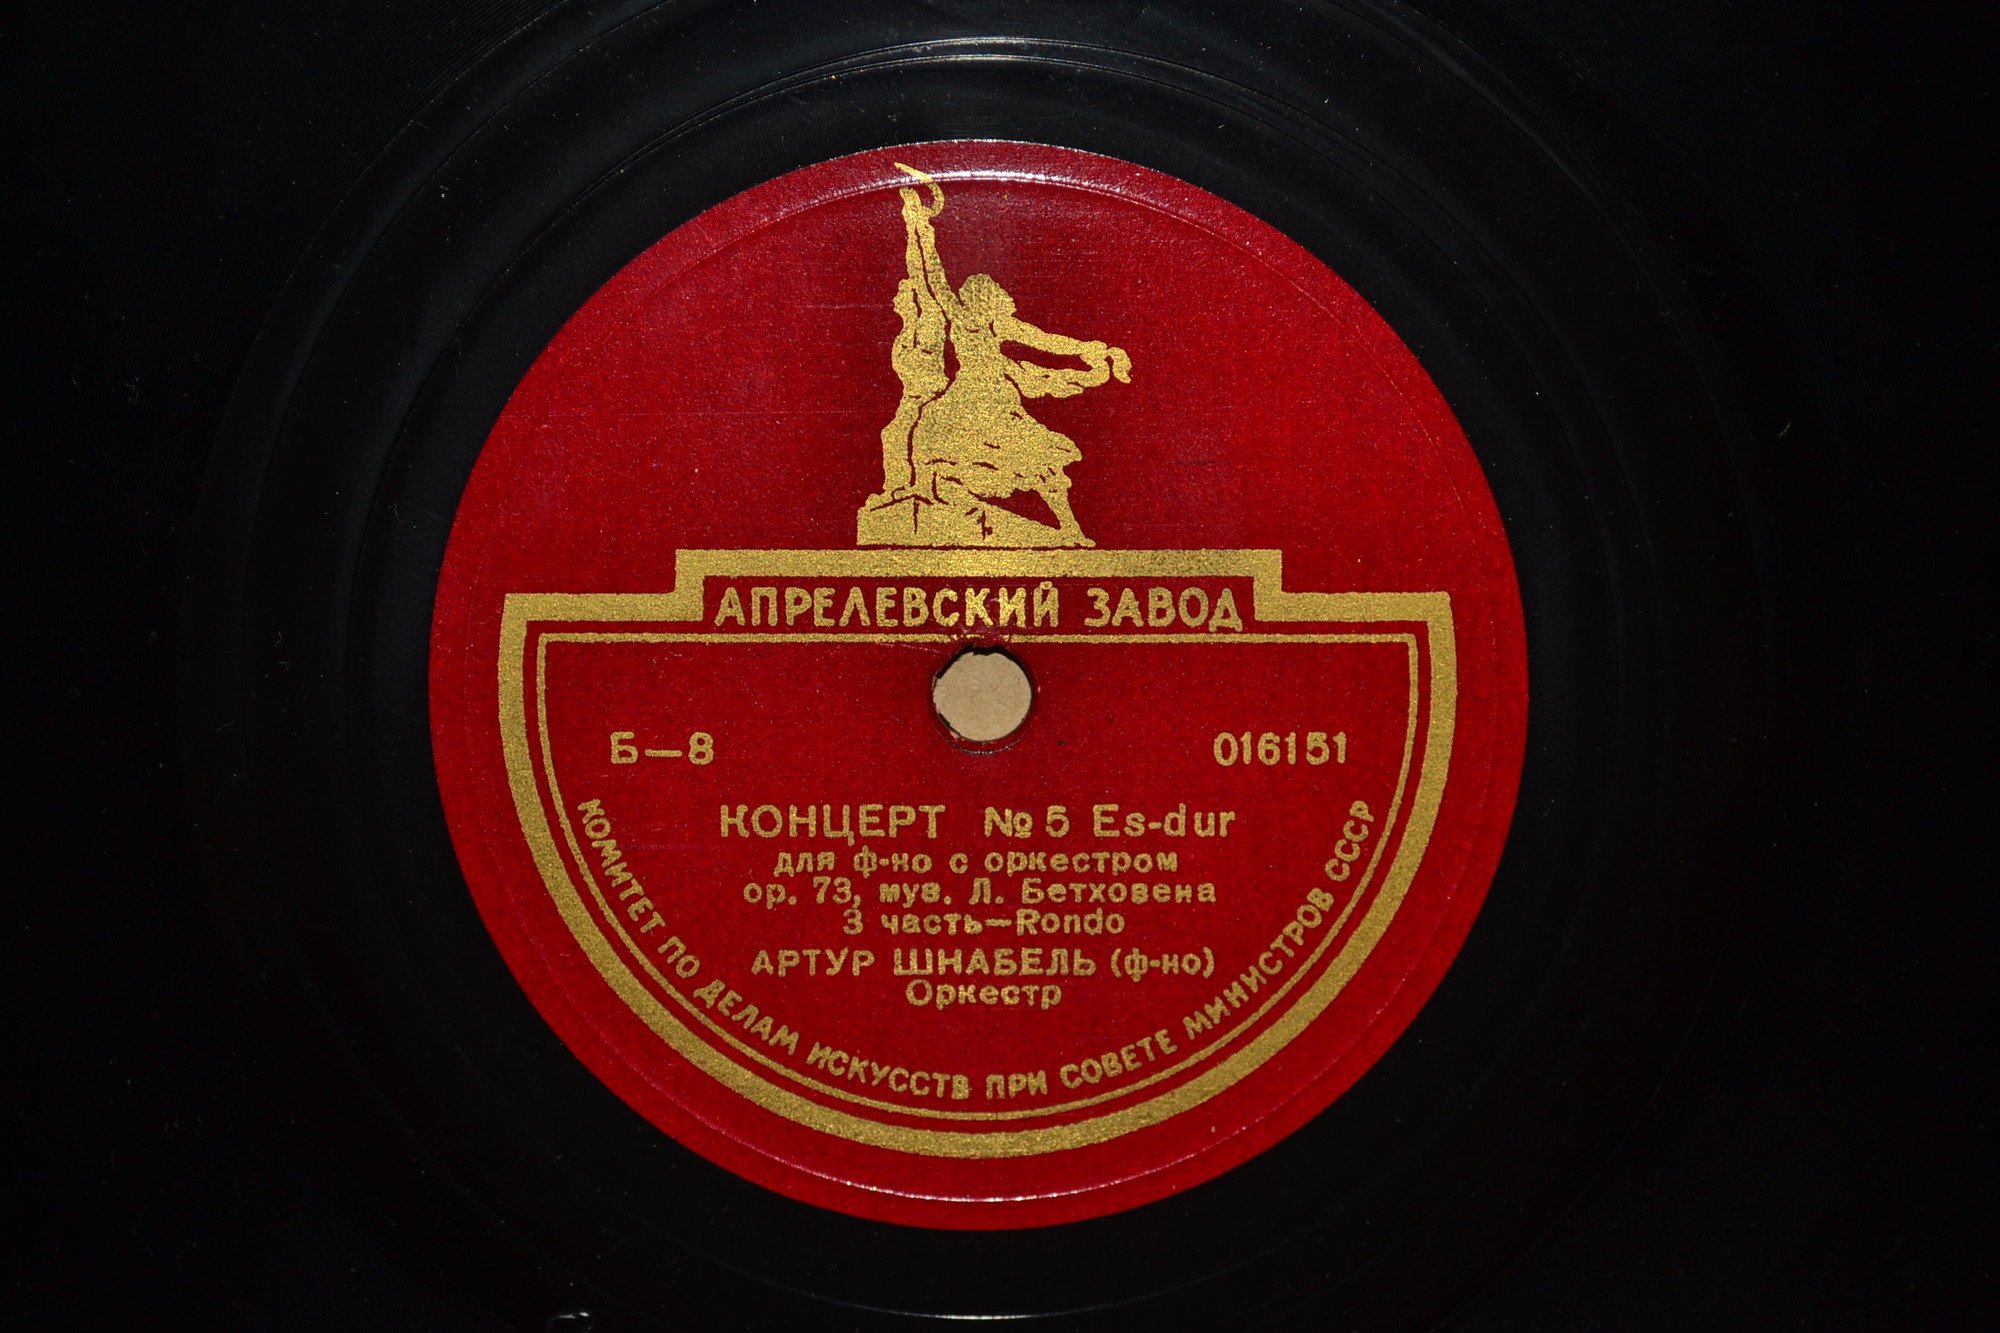 АПРЕЛЕВСКИЙ ЗАВОД
Б—8 016151
КОНЦЕРТ №5 Es-dur
для ф-но с оркестром
ор. 73, муз. Л. Бетховена
3 часть—Rondo
АРТУР ШНАБЕЛЬ (ф-но)
Оркестр
КОМИТЕТ ПО ДЕЛАМ ИСКУССТВ ПРИ СОВЕТЕ МИНИСТРОВ СССР